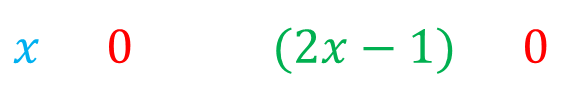 x 0 (2x − 1) 0